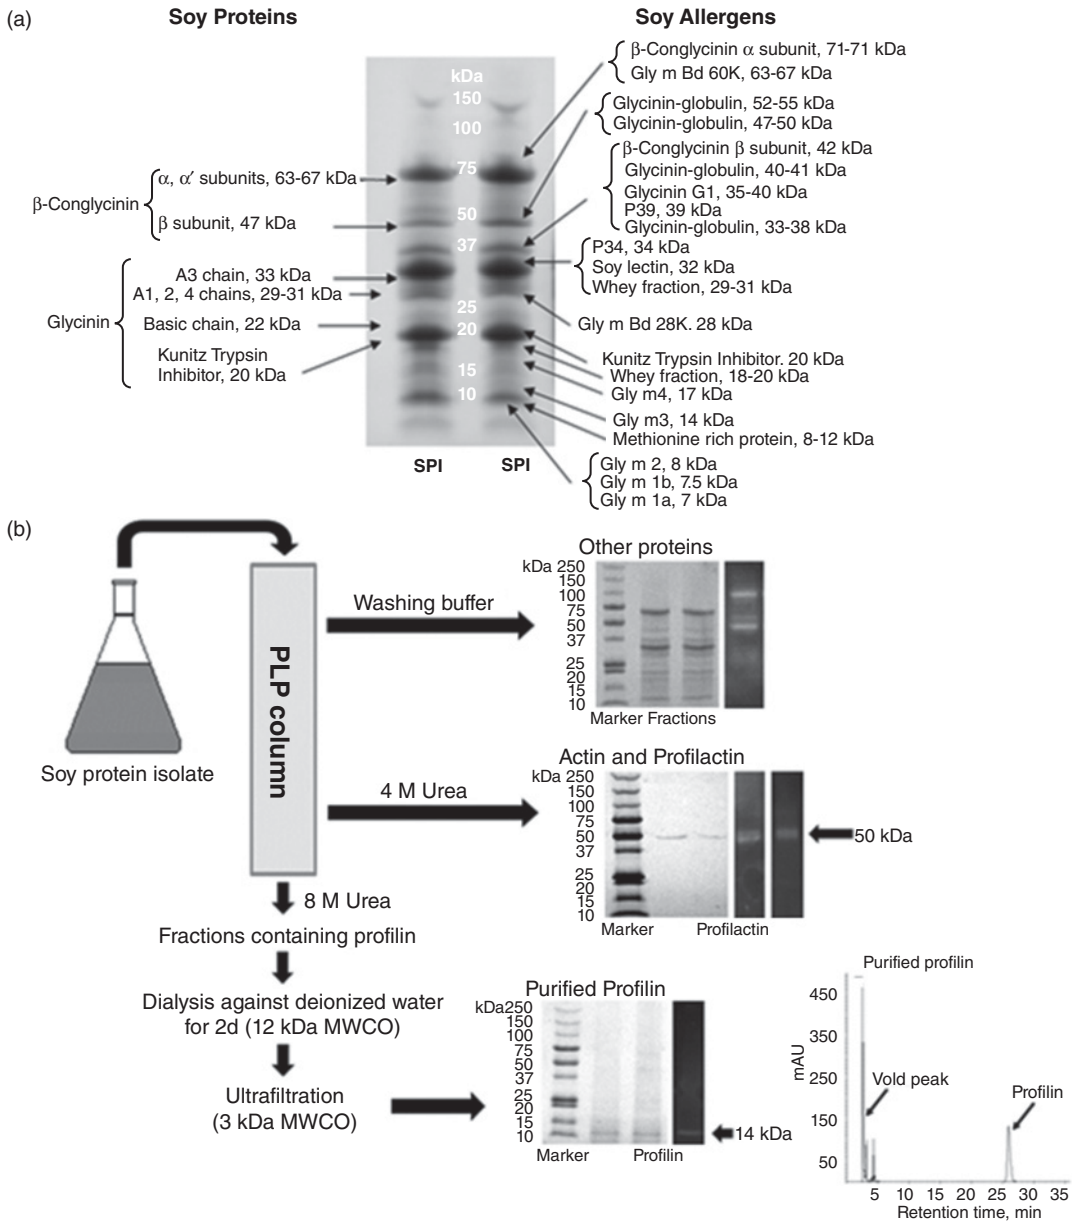 (a)
Soy Proteins
Soy Allergens
kDa
150
100
75
50
37
25
20
15
10
β-Conglycinin
α, α′ subunits, 63-67 kDa
β subunit, 47 kDa
Glycinin
A3 chain, 33 kDa
A1, 2, 4 chains, 29-31 kDa
Basic chain, 22 kDa
Kunitz Trypsin
Inhibitor, 20 kDa
β-Conglycinin α subunit, 71-71 kDa
Gly m Bd 60K, 63-67 kDa
Glycinin-globulin, 52-55 kDa
Glycinin-globulin, 47-50 kDa
β-Conglycinin β subunit, 42 kDa
Glycinin-globulin, 40-41 kDa
Glycinin G1, 35-40 kDa
P39, 39 kDa
Glycinin-globulin, 33-38 kDa
P34, 34 kDa
Soy lectin, 32 kDa
Whey fraction, 29-31 kDa
Gly m Bd 28K. 28 kDa
Kunitz Trypsin Inhibitor. 20 kDa
Whey fraction, 18-20 kDa
Gly m4, 17 kDa
Gly m3, 14 kDa
Methionine rich protein, 8-12 kDa
Gly m 2, 8 kDa
Gly m 1b, 7.5 kDa
Gly m 1a, 7 kDa
SPI SPI
(b)
Soy protein isolate
PLP column
Washing buffer
Other proteins
kDa 250
150
100
75
50
37
25
20
15
10
Marker Fractions
4 M Urea
Actin and Profilactin
kDa 250
150
100
75
50
37
25
20
15
10
50 kDa
Marker Profilactin
8 M Urea
Fractions containing profilin
Dialysis against deionized water
for 2d (12 kDa MWCO)
Ultrafiltration
(3 kDa MWCO)
Purified Profilin
kDa250
150
100
75
50
37
25
20
15
10
14 kDa
Marker Profilin
Purified profilin
mAU
450
350
250
150
50
Vold peak
Profilin
5 10 15 20 25 30 35
Retention time, min